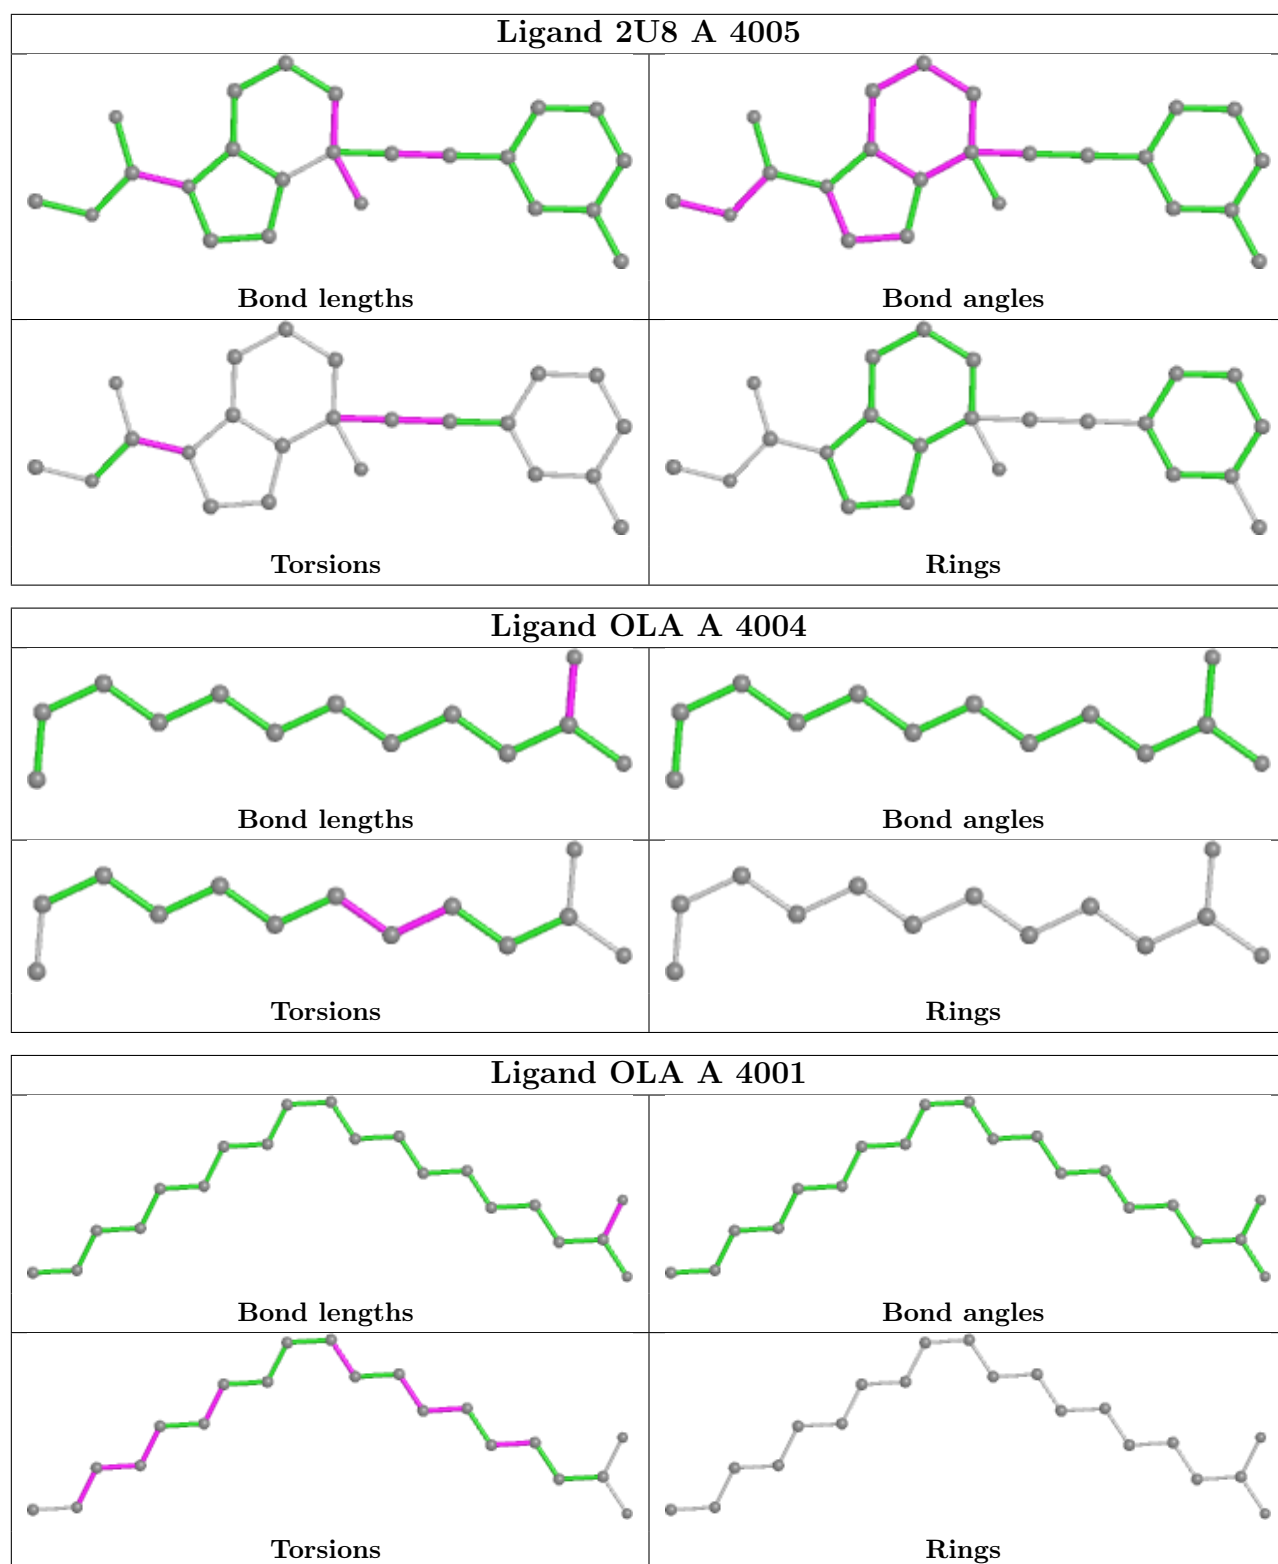 Ligand 2U8 A 4005
Bond lengths
Bond angles
Torsions
Rings
Ligand OLA A 4004
Bond lengths
Bond angles
Torsions
Rings
Ligand OLA A 4001
Bond lengths
Bond angles
Torsions
Rings